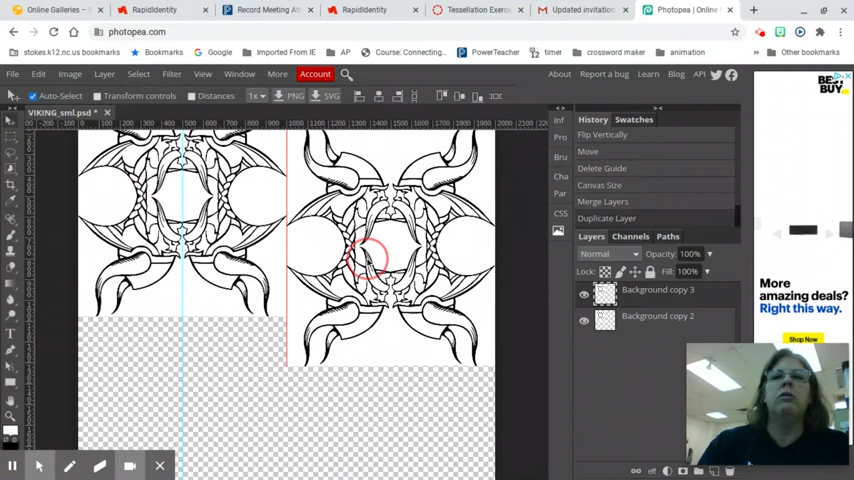 Online Galleries – S
RapidIdentity
Record Meeting Att
RapidIdentity
Tessellation Exerci
Updated invitation
Photopea | Online
photopea.com
stokes.k12.nc.us bookmarks
Bookmarks
Google
Imported From IE
AP
Course: Connecting...
PowerTeacher
timer
crossword maker
animation
Other bookmarks
File Edit Image Layer Select Filter View Window More Account
About Report a bug Learn Blog API
Auto-Select Transform controls Distances 1x PNG SVG
VIKING_sml.psd *
Inf
Pro
Bru
Cha
Par
CSS
History Swatches
Flip Vertically
Move
Delete Guide
Canvas Size
Merge Layers
Duplicate Layer
Layers Channels Paths
Normal Opacity: 100%
Lock: Fill: 100%
Background copy 3
Background copy 2
More
amazing deals?
Right this way.
Shop Now